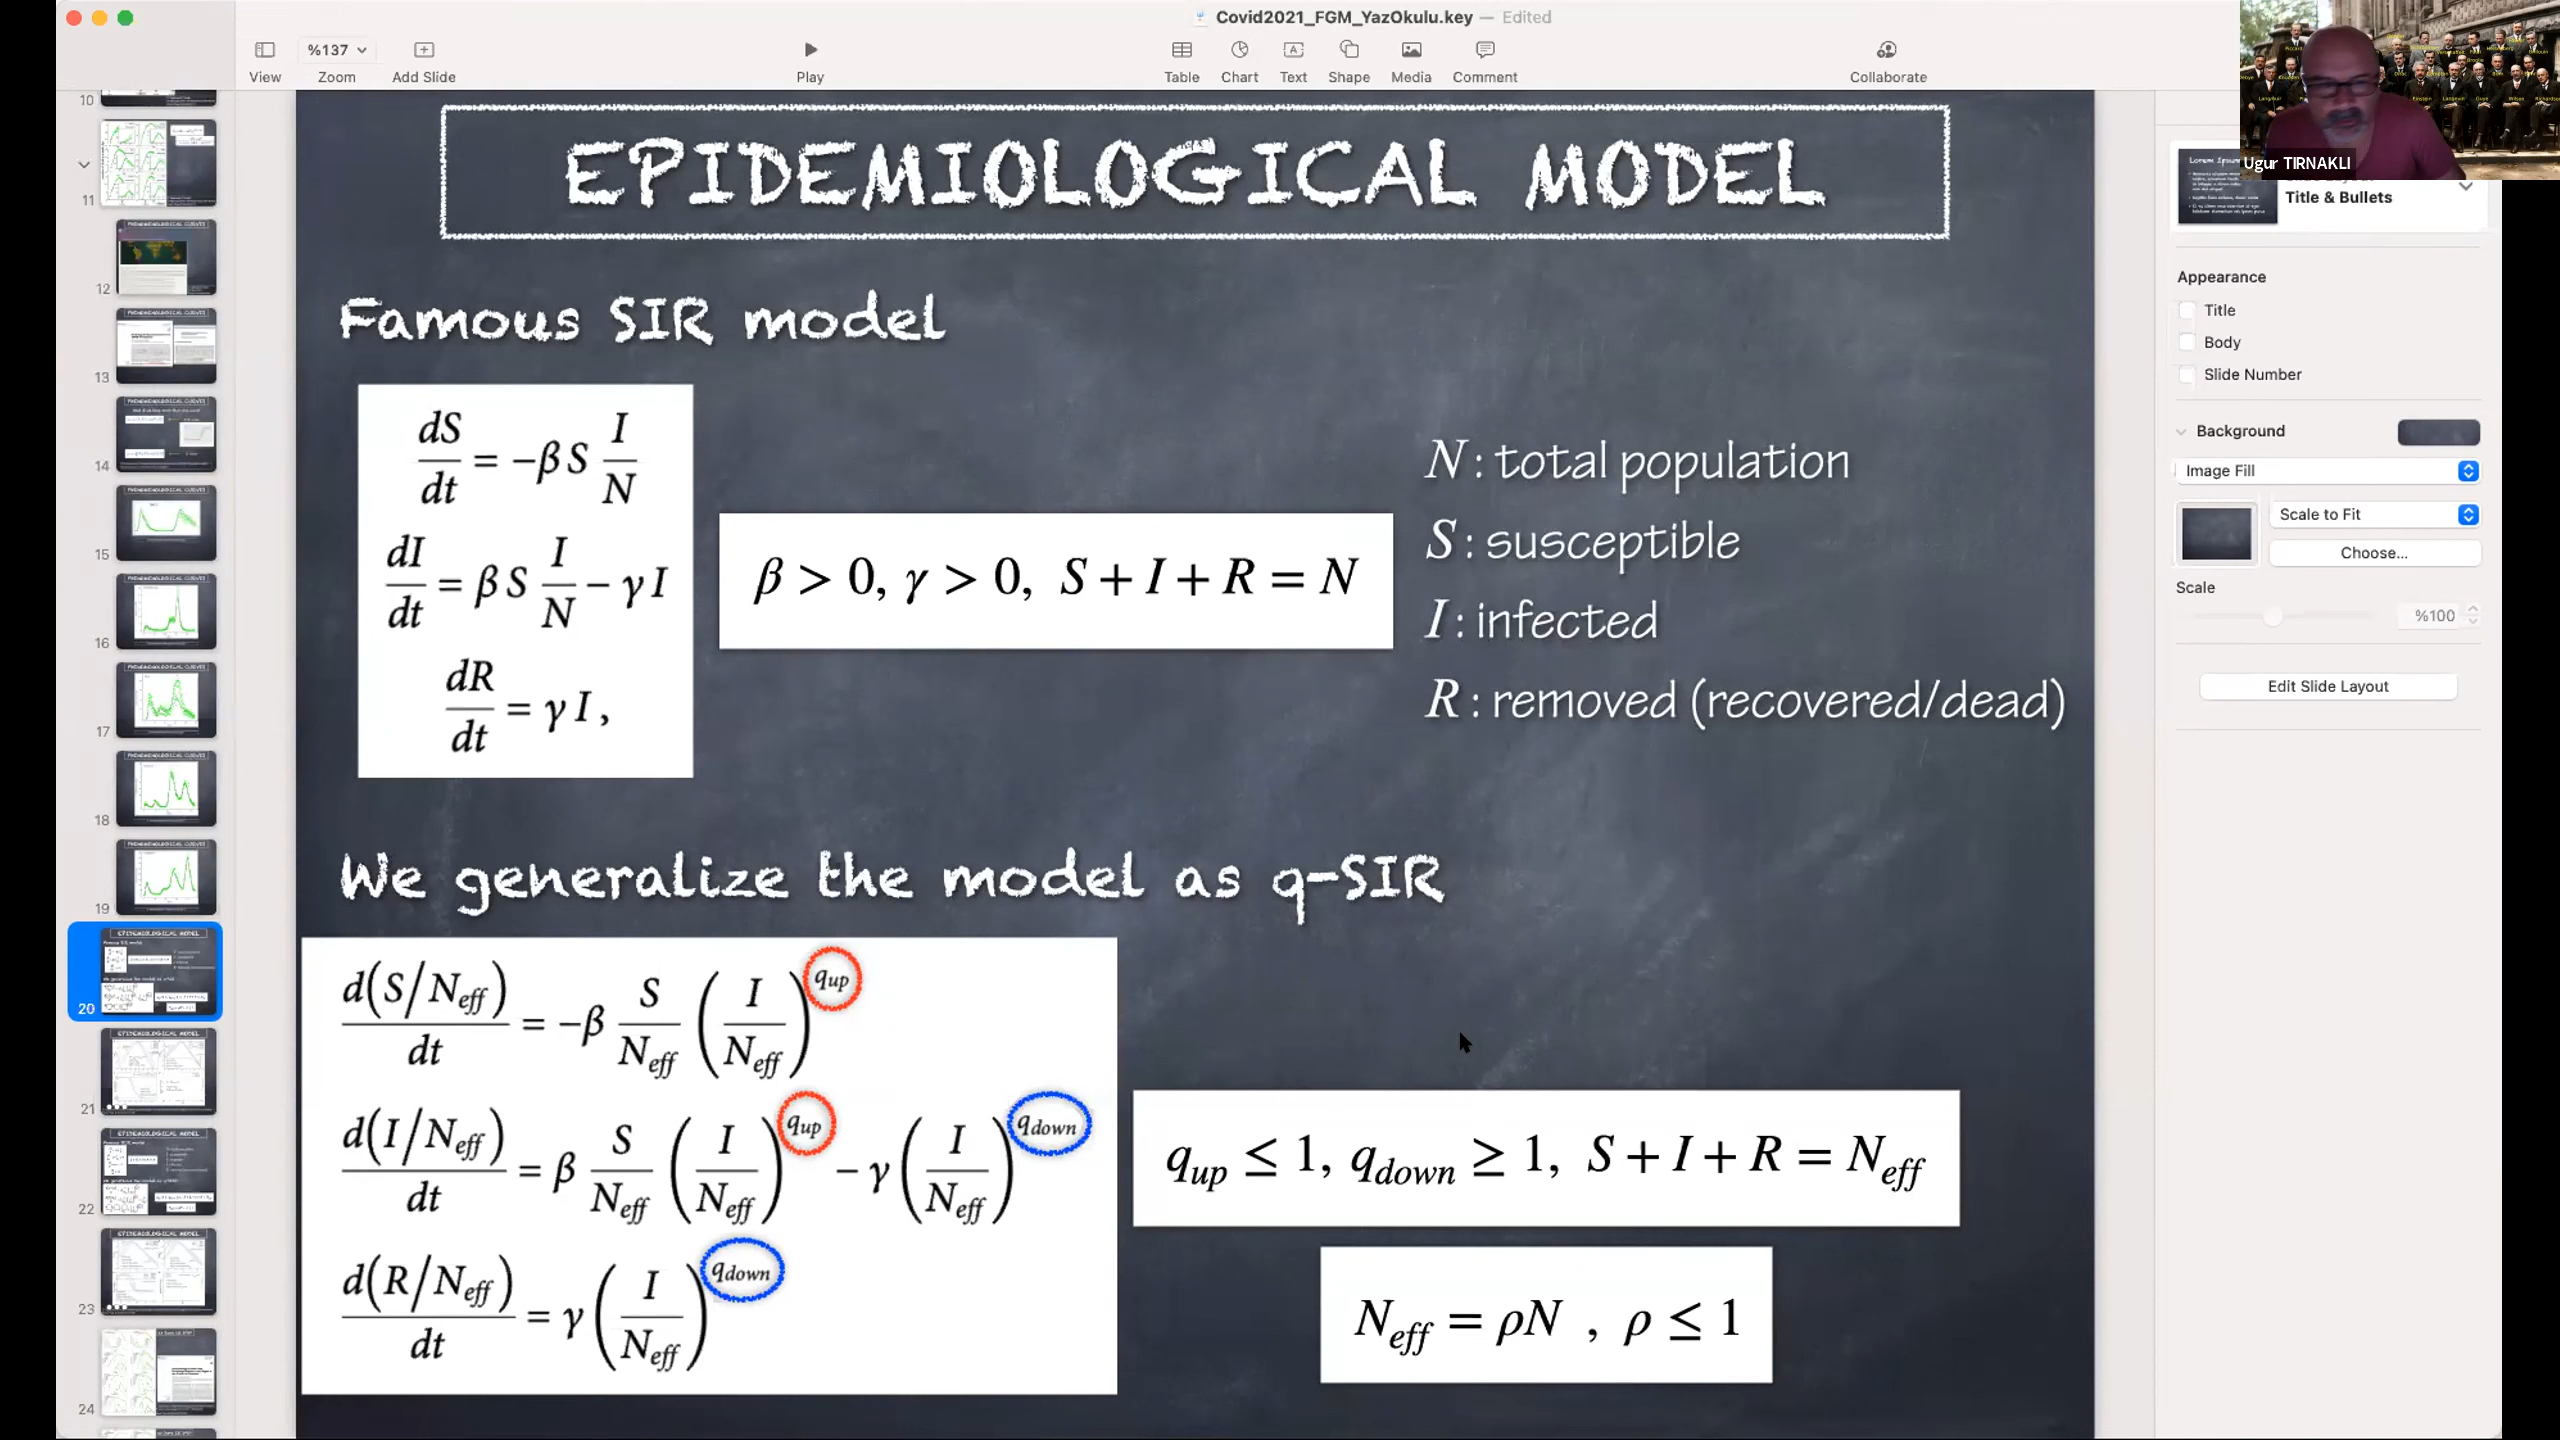 Covid2021_FGM_YazOkulu.key — Edited
%137
View
Zoom
Add Slide
Play
Table
Chart
Text
Shape
Media
Comment
Collaborate
Ugur TIRNAKLI
10
11
12
13
14
15
16
17
18
19
20
21
22
23
24
EPIDEMIOLOGICAL MODEL
Famous SIR model
dS/dt = −β S I/N
dI/dt = β S I/N − γ I
dR/dt = γ I ,
β > 0, γ > 0, S + I + R = N
N : total population
S : susceptible
I : infected
R : removed (recovered/dead)
We generalize the model as q-SIR
d(S/N_eff)/dt = −β S/N_eff (I/N_eff)^q_up
d(I/N_eff)/dt = β S/N_eff (I/N_eff)^q_up − γ (I/N_eff)^q_down
d(R/N_eff)/dt = γ (I/N_eff)^q_down
q_up ≤ 1, q_down ≥ 1, S + I + R = N_eff
N_eff = ρN , ρ ≤ 1
Title & Bullets
Appearance
Title
Body
Slide Number
Background
Image Fill
Scale to Fit
Choose...
Scale
%100
Edit Slide Layout